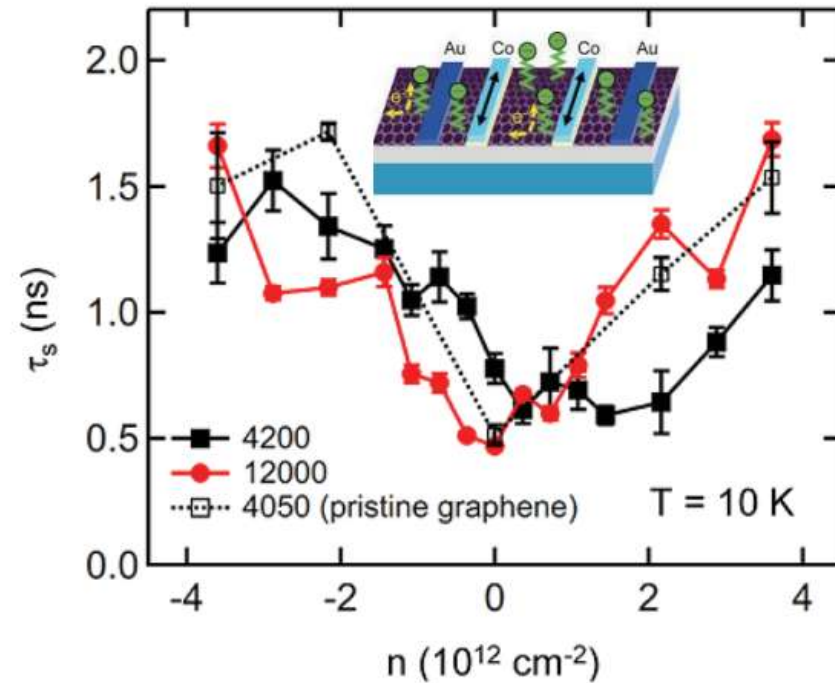 2.0
1.5
1.0
0.5
0.0
τs (ns)
Au Co Co Au
e⁻ e⁻
4200
12000
4050 (pristine graphene)
T = 10 K
-4 -2 0 2 4
n (10¹² cm⁻²)